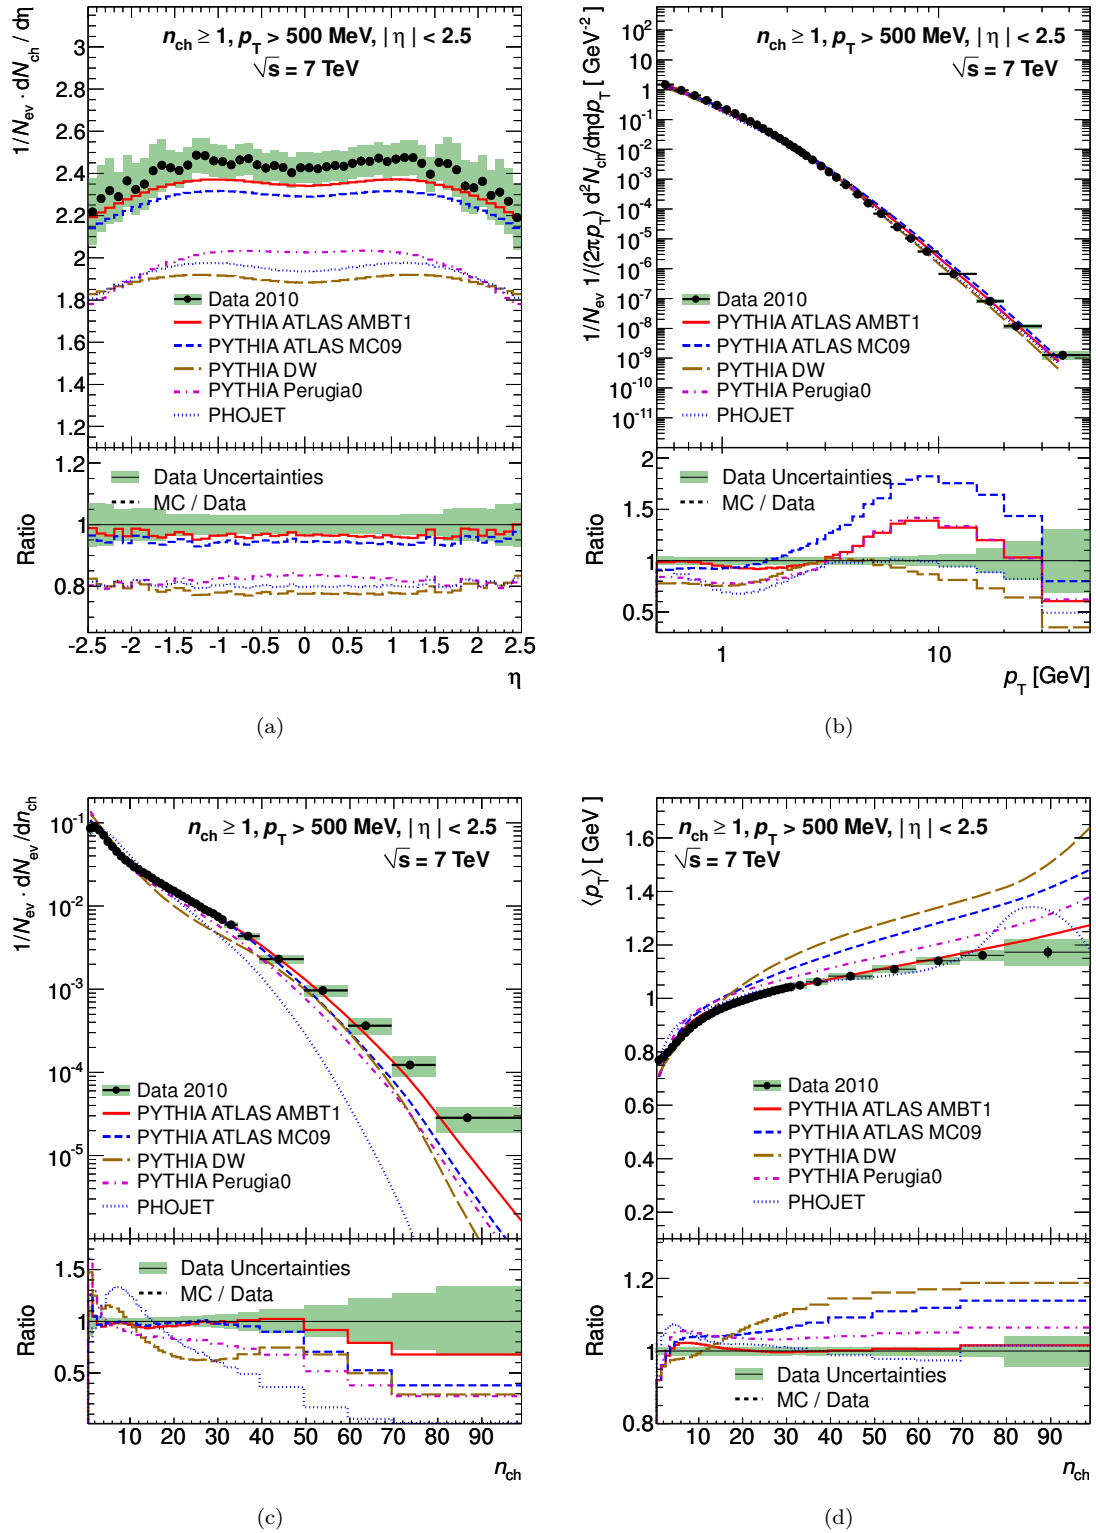 n_ch ≥ 1, p_T > 500 MeV, | η | < 2.5
√s = 7 TeV
1/N_ev · dN_ch / dη
3
2.8
2.6
2.4
2.2
2
1.8
1.6
1.4
1.2
Data 2010
PYTHIA ATLAS AMBT1
PYTHIA ATLAS MC09
PYTHIA DW
PYTHIA Perugia0
PHOJET
Ratio
1.2
1
0.8
Data Uncertainties
MC / Data
-2.5 -2 -1.5 -1 -0.5 0 0.5 1 1.5 2 2.5
η
(a)
n_ch ≥ 1, p_T > 500 MeV, | η | < 2.5
√s = 7 TeV
1/N_ev 1/(2πp_T) d²N_ch/dηdp_T [ GeV⁻² ]
10
1
10⁻¹
10⁻²
10⁻³
10⁻⁴
10⁻⁵
10⁻⁶
10⁻⁷
10⁻⁸
10⁻⁹
10⁻¹⁰
10⁻¹¹
Data 2010
PYTHIA ATLAS AMBT1
PYTHIA ATLAS MC09
PYTHIA DW
PYTHIA Perugia0
PHOJET
Ratio
2
1.5
1
0.5
Data Uncertainties
MC / Data
1 10
p_T [GeV]
(b)
n_ch ≥ 1, p_T > 500 MeV, | η | < 2.5
√s = 7 TeV
1/N_ev · dN_ev/dn_ch
10⁻¹
10⁻²
10⁻³
10⁻⁴
10⁻⁵
Data 2010
PYTHIA ATLAS AMBT1
PYTHIA ATLAS MC09
PYTHIA DW
PYTHIA Perugia0
PHOJET
Ratio
1.5
1
0.5
Data Uncertainties
MC / Data
10 20 30 40 50 60 70 80 90
n_ch
(c)
n_ch ≥ 1, p_T > 500 MeV, | η | < 2.5
√s = 7 TeV
⟨p_T⟩ [ GeV ]
1.6
1.4
1.2
1
0.8
0.6
0.4
0.2
Data 2010
PYTHIA ATLAS AMBT1
PYTHIA ATLAS MC09
PYTHIA DW
PYTHIA Perugia0
PHOJET
Ratio
1.2
1
0.8
Data Uncertainties
MC / Data
10 20 30 40 50 60 70 80 90
n_ch
(d)